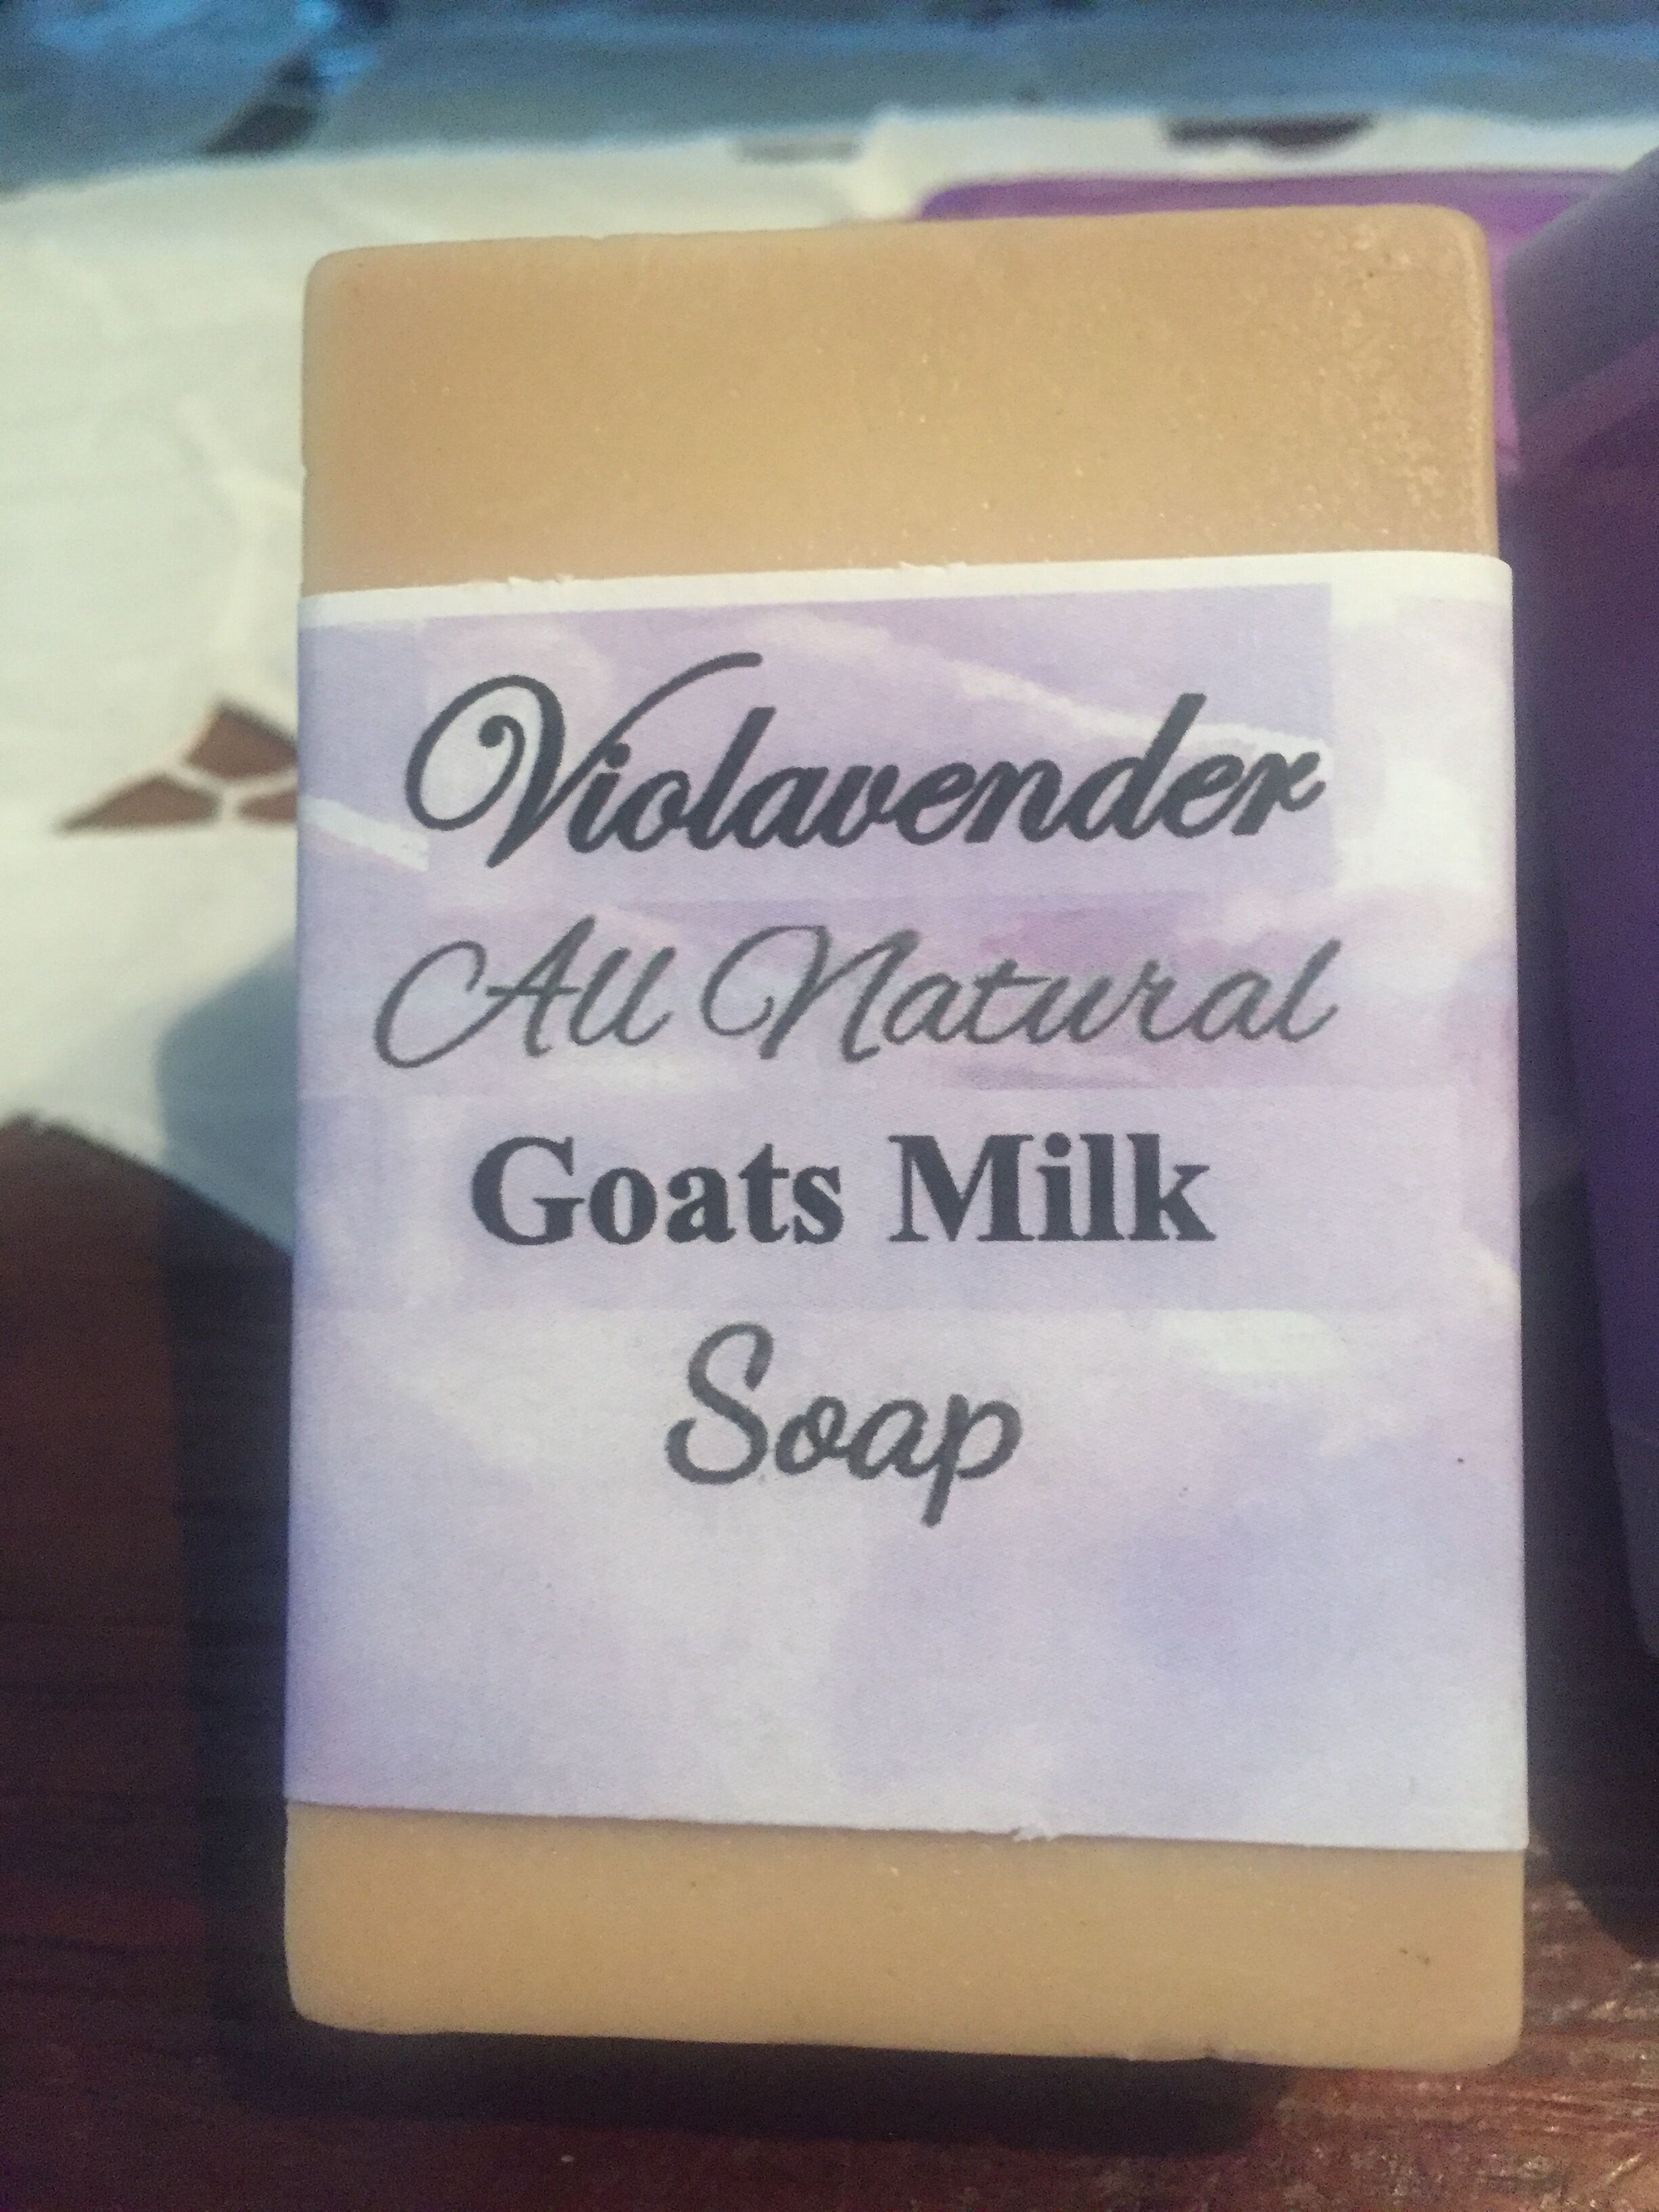 Violavender
All Natural
Goats Milk
Soap